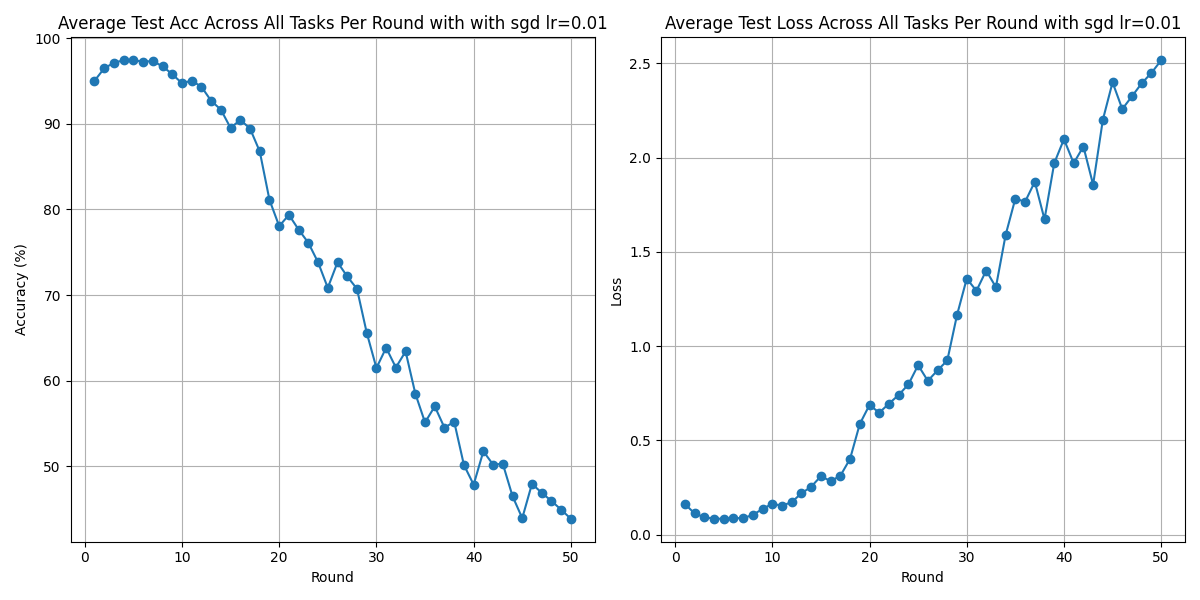 Average Test Acc Across All Tasks Per Round with with sgd lr=0.01
100
90
80
70
60
50
Accuracy (%)
0 10 20 30 40 50
Round
Average Test Loss Across All Tasks Per Round with sgd lr=0.01
2.5
2.0
1.5
1.0
0.5
0.0
Loss
0 10 20 30 40 50
Round